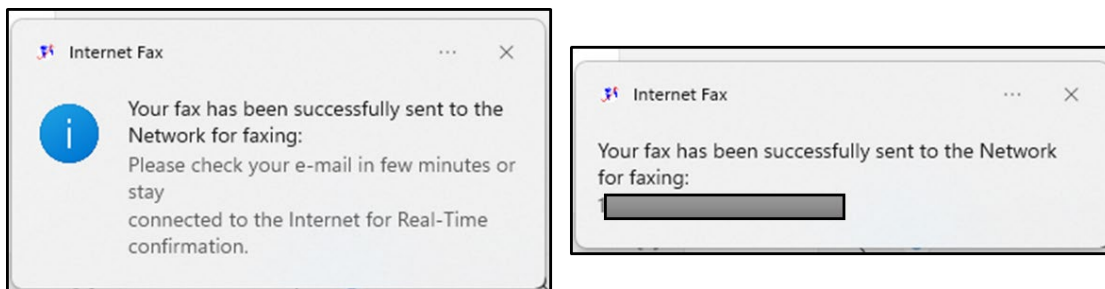 Internet Fax
Your fax has been successfully sent to the
Network for faxing:
Please check your e-mail in few minutes or
stay
connected to the Internet for Real-Time
confirmation.
Internet Fax
Your fax has been successfully sent to the Network
for faxing: